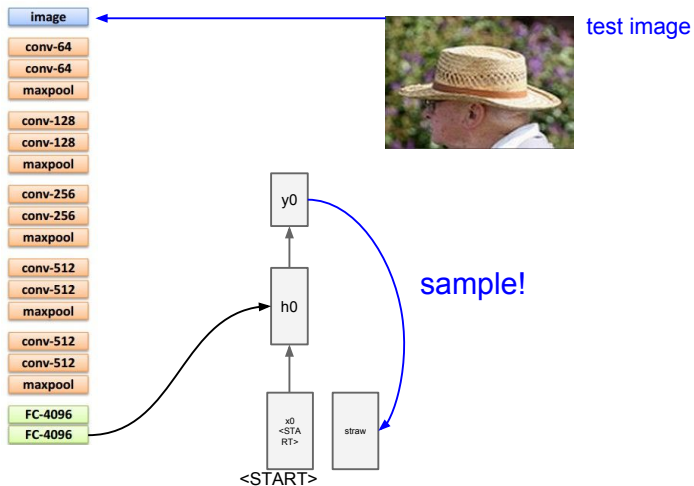 image
test image
conv-64
conv-64
maxpool
conv-128
conv-128
maxpool
conv-256
conv-256
maxpool
conv-512
conv-512
maxpool
conv-512
conv-512
maxpool
FC-4096
FC-4096
y0
sample!
h0
x0
<STA
RT>
straw
<START>